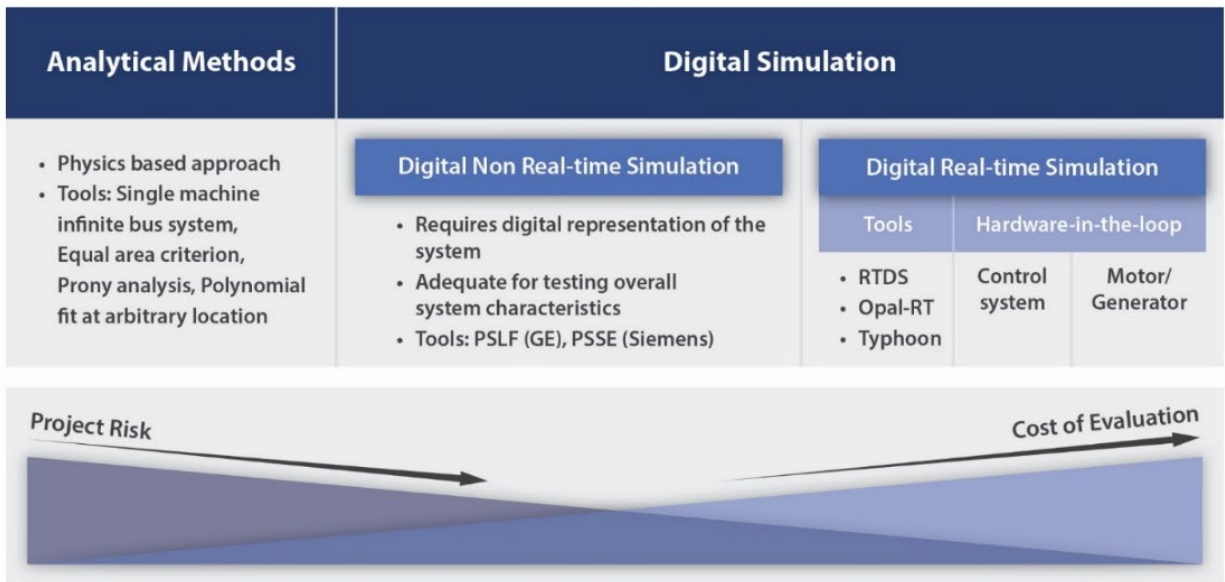 Analytical Methods
Digital Simulation
• Physics based approach
• Tools: Single machine
infinite bus system,
Equal area criterion,
Prony analysis, Polynomial
fit at arbitrary location
Digital Non Real-time Simulation
• Requires digital representation of the
system
• Adequate for testing overall
system characteristics
• Tools: PSLF (GE), PSSE (Siemens)
Digital Real-time Simulation
Tools
Hardware-in-the-loop
• RTDS
• Opal-RT
• Typhoon
Control
system
Motor/
Generator
Project Risk
Cost of Evaluation